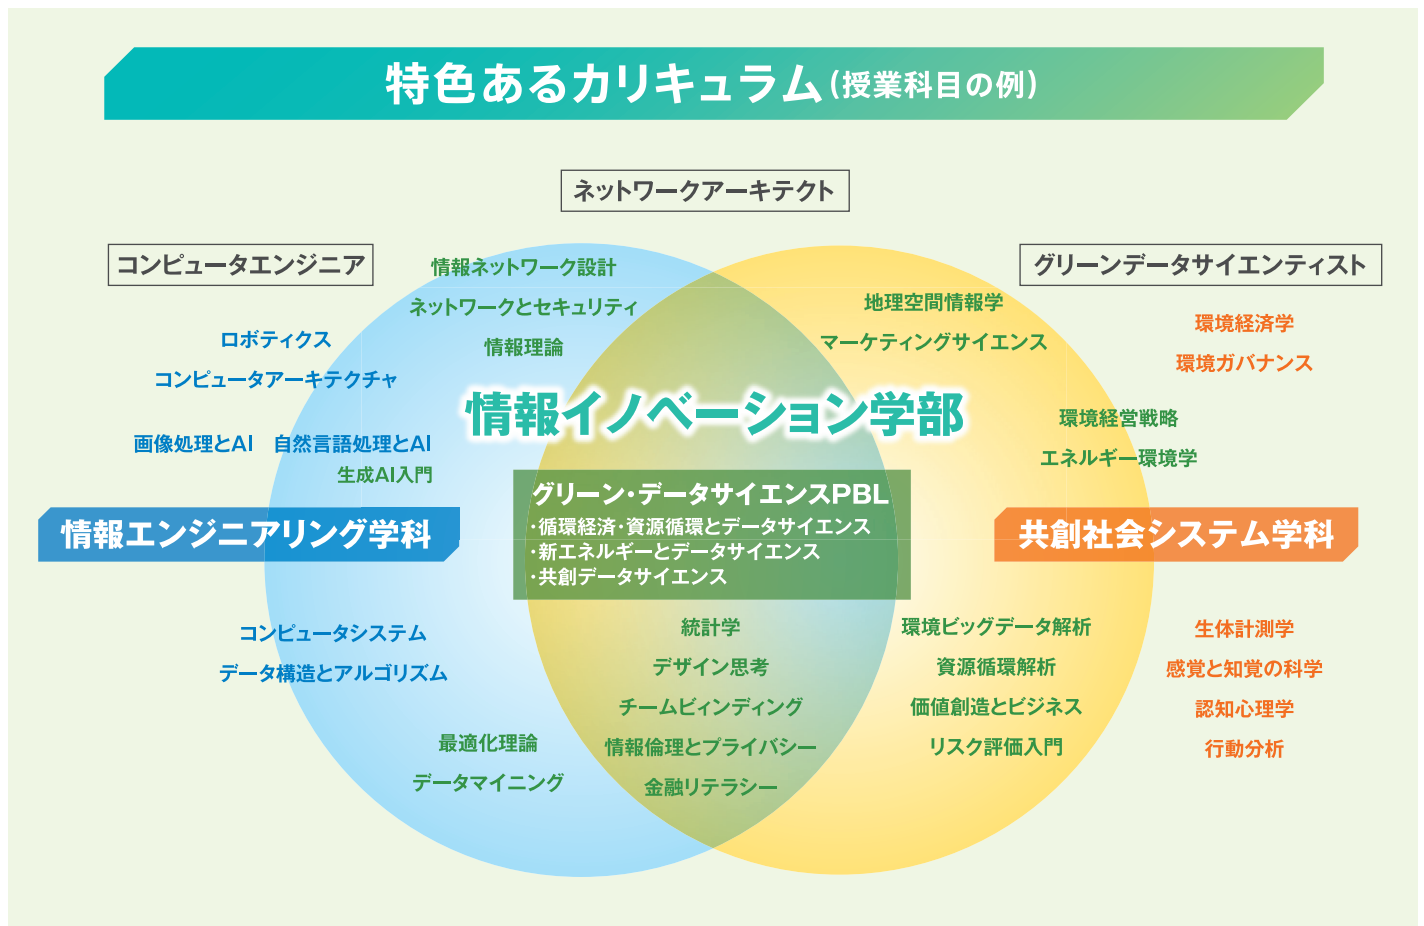 特色あるカリキュラム(授業科目の例)
ネットワークアーキテクト
コンピュータエンジニア
グリーンデータサイエンティスト
情報ネットワーク設計
ネットワークとセキュリティ
情報理論
地理空間情報学
マーケティングサイエンス
環境経済学
環境ガバナンス
ロボティクス
コンピュータアーキテクチャ
情報イノベーション学部
環境経営戦略
エネルギー環境学
画像処理とAI 自然言語処理とAI
生成AI入門
グリーン・データサイエンスPBL
・循環経済・資源循環とデータサイエンス
・新エネルギーとデータサイエンス
・共創データサイエンス
情報エンジニアリング学科
共創社会システム学科
コンピュータシステム
データ構造とアルゴリズム
最適化理論
データマイニング
統計学
デザイン思考
チームビィンディング
情報倫理とプライバシー
金融リテラシー
環境ビッグデータ解析
資源循環解析
価値創造とビジネス
リスク評価入門
生体計測学
感覚と知覚の科学
認知心理学
行動分析